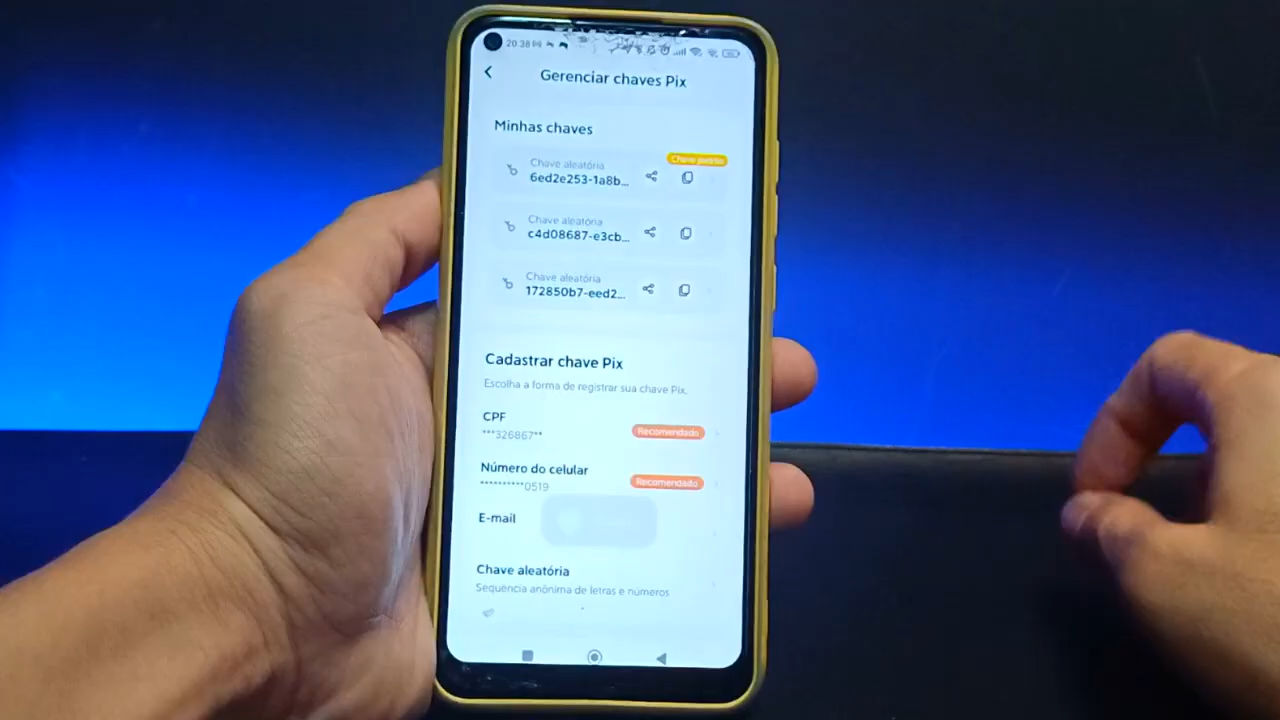 20:38
Gerenciar chaves Pix
Minhas chaves
Chave padrão
Chave aleatória
6ed2e253-1a8b...
Chave aleatória
c4d08687-e3cb...
Chave aleatória
172850b7-eed2...
Cadastrar chave Pix
Escolha a forma de registrar sua chave Pix.
CPF
***326867**
Recomendado
Número do celular
**********0519
Recomendado
E-mail
Chave aleatória
Sequência anônima de letras e números